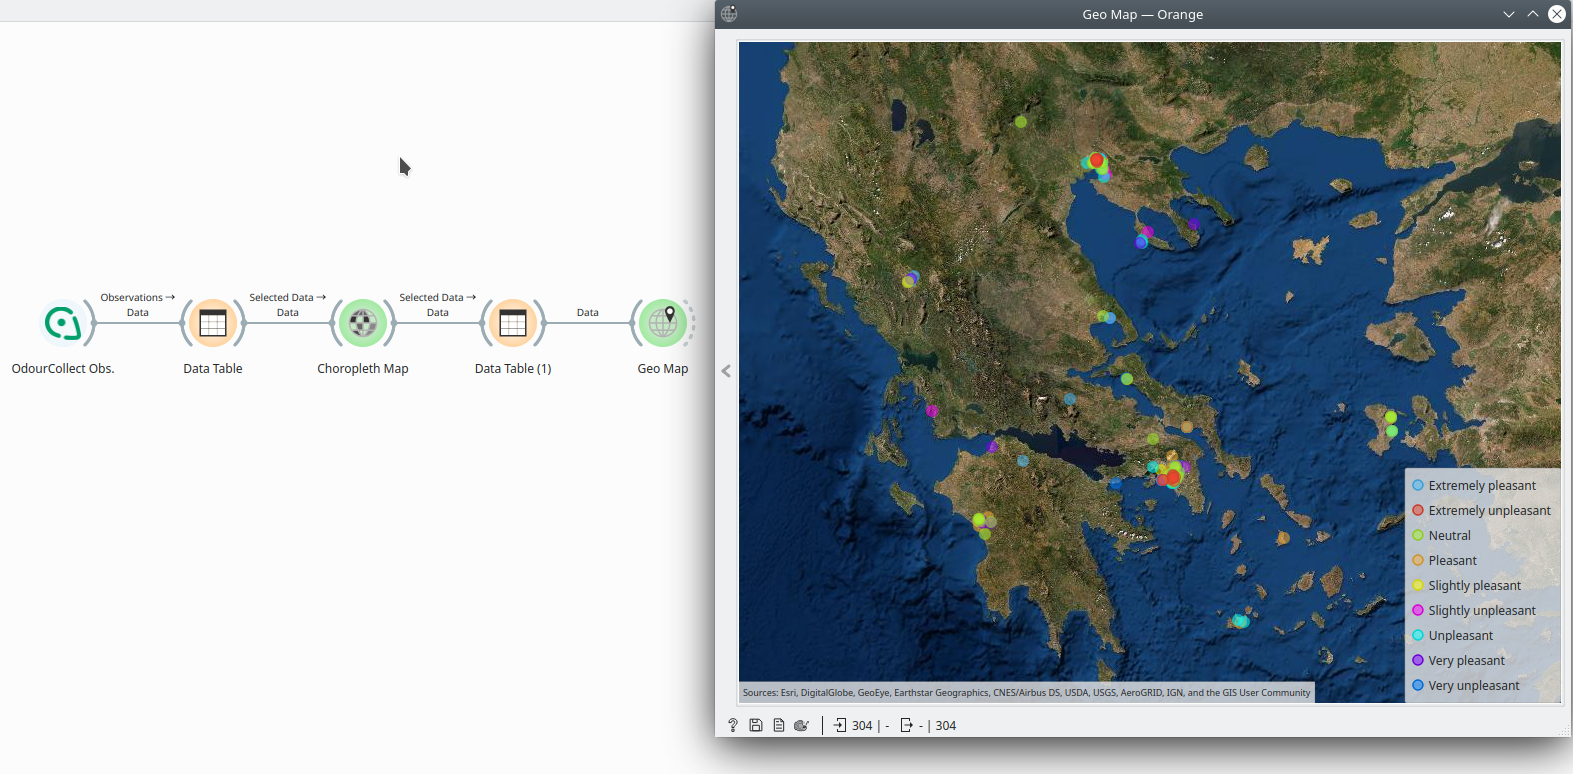 Geo Map — Orange
Observations →
Data
Selected Data →
Data
Selected Data →
Data
Data
OdourCollect Obs.
Data Table
Choropleth Map
Data Table (1)
Geo Map
Extremely pleasant
Extremely unpleasant
Neutral
Pleasant
Slightly pleasant
Slightly unpleasant
Unpleasant
Very pleasant
Very unpleasant
Sources: Esri, DigitalGlobe, GeoEye, Earthstar Geographics, CNES/Airbus DS, USDA, USGS, AeroGRID, IGN, and the GIS User Community
? | 304 | - - | 304